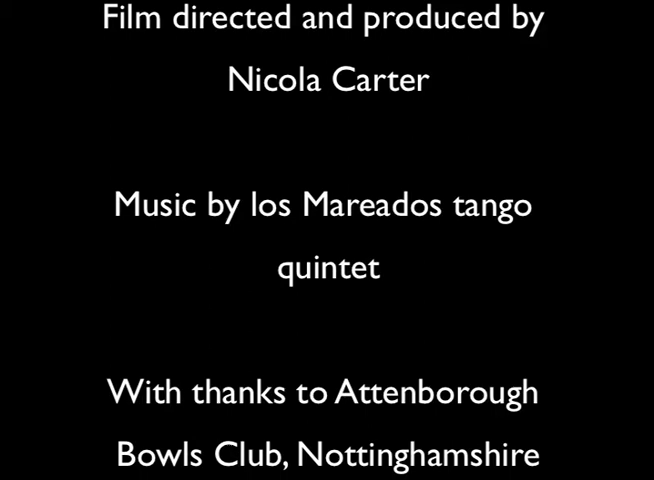 Film directed and produced by
Nicola Carter
Music by los Mareados tango
quintet
With thanks to Attenborough
Bowls Club, Nottinghamshire